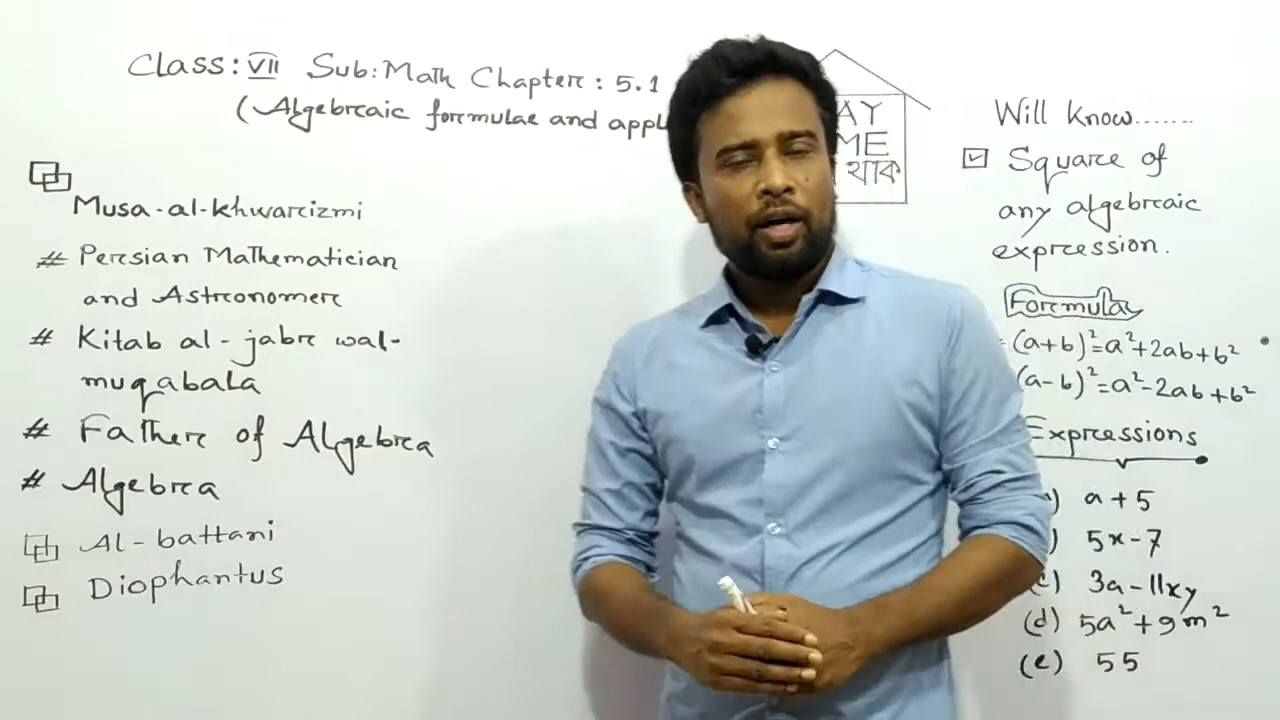 Class: VII Sub: Math Chapter: 5.1
(Algebraic formulae and appl
Musa-al-khwarizmi
# Persian Mathematician
and Astronomer
# Kitab al-jabr wal-
muqabala
# Father of Algebra
# Algebra
Al-battani
Diophantus
AY
ME
থাক
Will know.......
Square of
any algebraic
expression.
Formula
(a+b)²=a²+2ab+b²
(a-b)²=a²-2ab+b²
Expressions
a+5
5x-7
3a-11xy
(d) 5a²+9m²
(e) 55